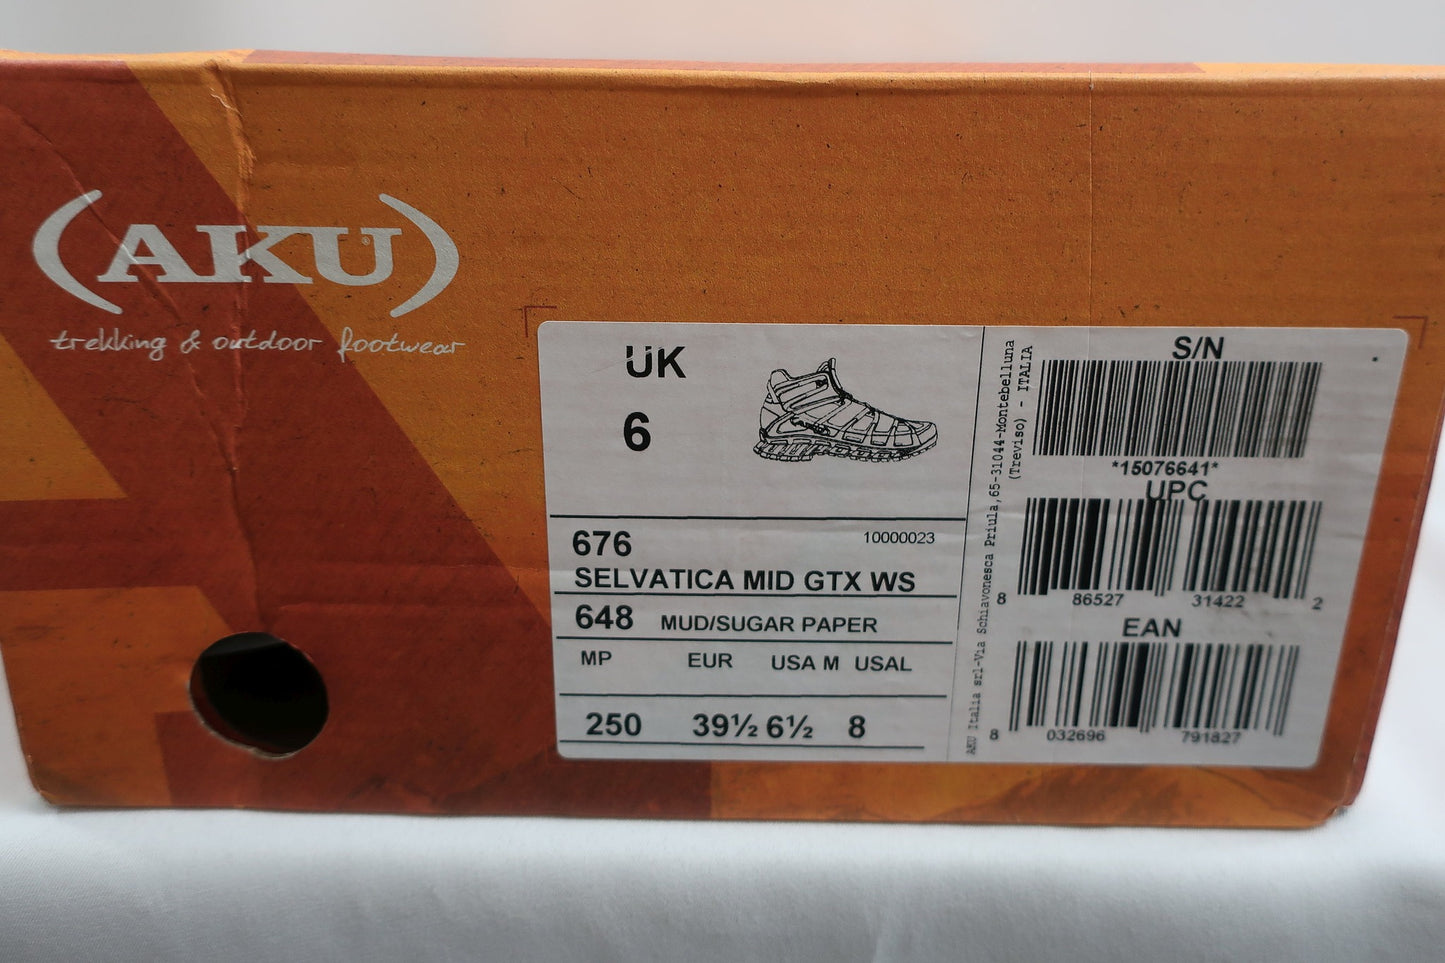 (AKU)®
trekking & outdoor footwear
UK
6
AKU
676
10000023
SELVATICA MID GTX WS
648 MUD/SUGAR PAPER
MP EUR USA M USAL
250 39½ 6½ 8
AKU Italia srl-Via Schiavonesca Priula,65-31044-Montebelluna
(Treviso) - ITALIA
S/N
*15076641*
UPC
8 86527 31422 2
EAN
8 032696 791827